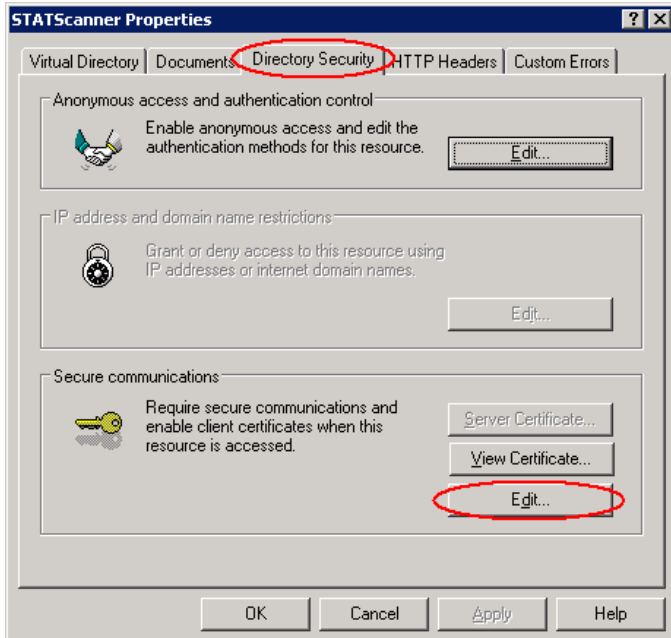 STATScanner Properties
Virtual Directory Documents Directory Security HTTP Headers Custom Errors
Anonymous access and authentication control
Enable anonymous access and edit the
authentication methods for this resource.
Edit...
IP address and domain name restrictions
Grant or deny access to this resource using
IP addresses or internet domain names.
Edit...
Secure communications
Require secure communications and
enable client certificates when this
resource is accessed.
Server Certificate...
View Certificate...
Edit...
OK Cancel Apply Help